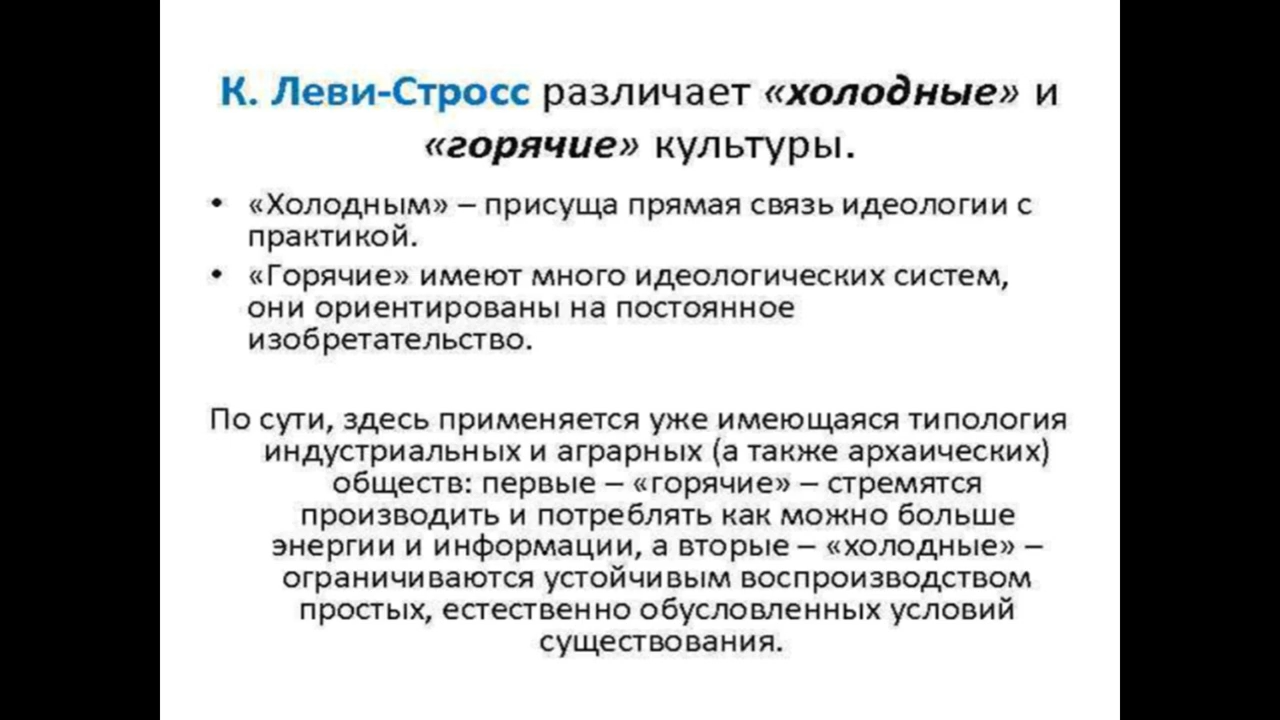 К. Леви-Стросс различает «холодные» и
«горячие» культуры.
• «Холодным» – присуща прямая связь идеологии с
практикой.
• «Горячие» имеют много идеологических систем,
они ориентированы на постоянное
изобретательство.
По сути, здесь применяется уже имеющаяся типология
индустриальных и аграрных (а также архаических)
обществ: первые – «горячие» – стремятся
производить и потреблять как можно больше
энергии и информации, а вторые – «холодные» –
ограничиваются устойчивым воспроизводством
простых, естественно обусловленных условий
существования.